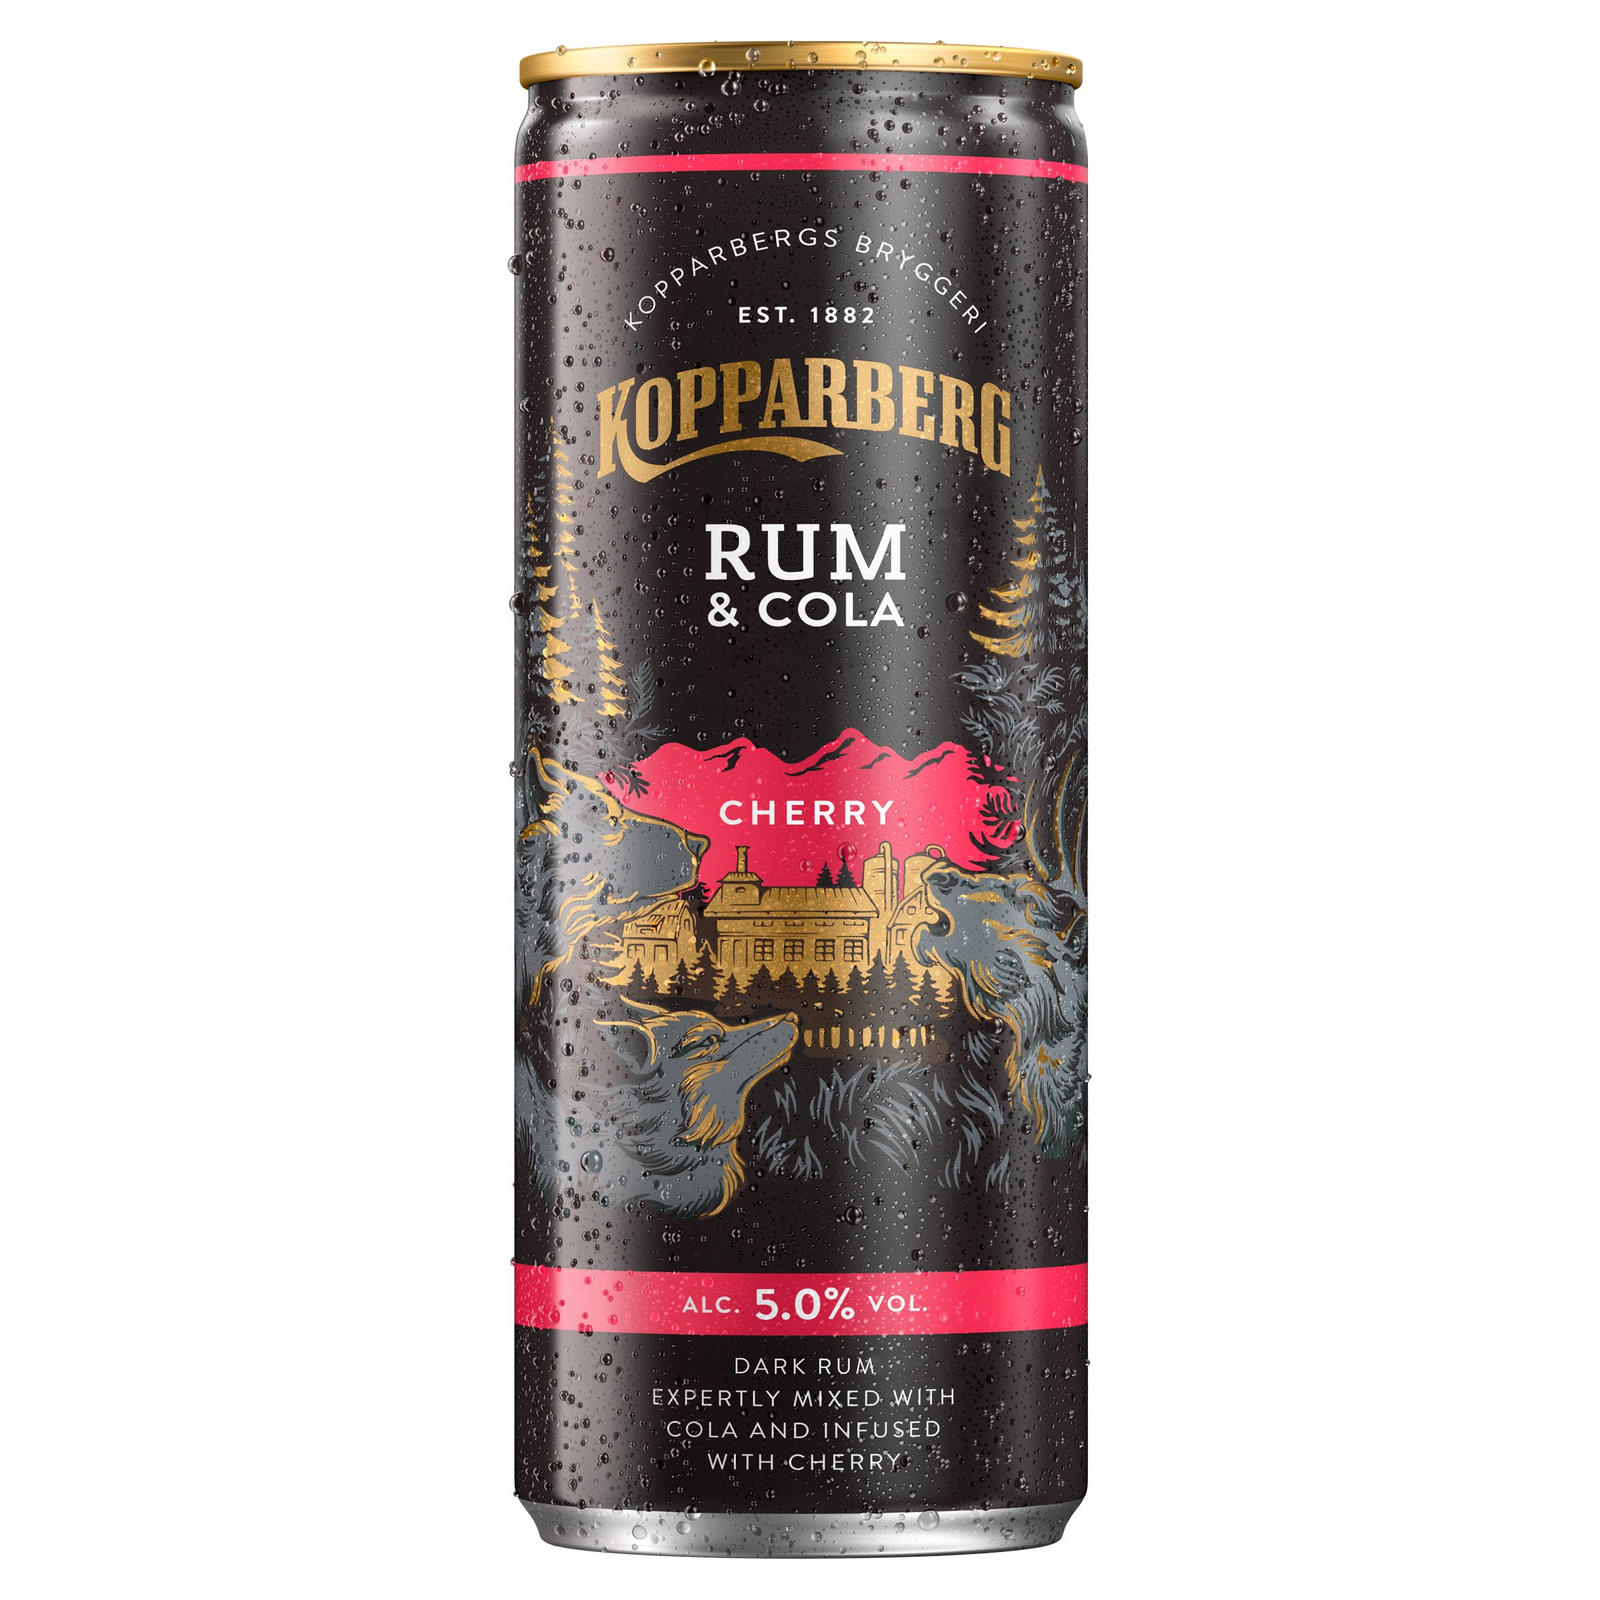 KOPPARBERGS BRYGGERI
EST. 1882
KOPPARBERG
RUM
& COLA
CHERRY
ALC. 5.0% VOL.
DARK RUM
EXPERTLY MIXED WITH
COLA AND INFUSED
WITH CHERRY